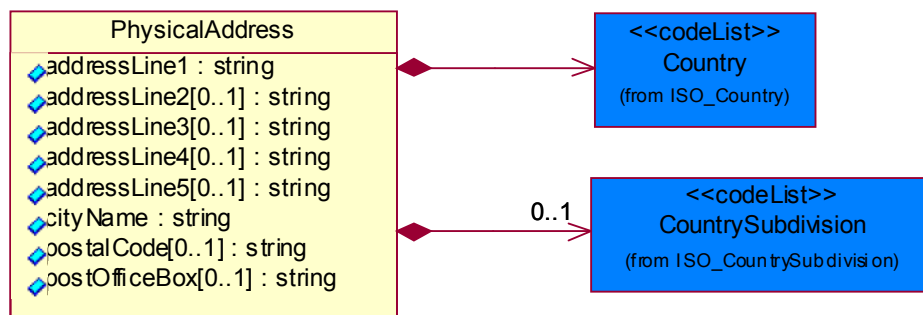 PhysicalAddress
addressLine1 : string
addressLine2[0..1] : string
addressLine3[0..1] : string
addressLine4[0..1] : string
addressLine5[0..1] : string
cityName : string
postalCode[0..1] : string
postOfficeBox[0..1] : string
<<codeList>>
Country
(from ISO_Country)
0..1
<<codeList>>
CountrySubdivision
(from ISO_CountrySubdivision)